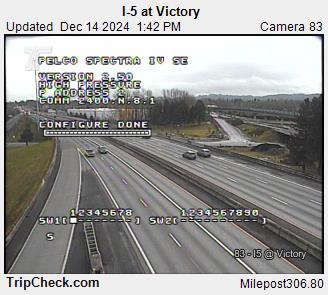 I-5 at Victory
Updated Dec 14 2024 1:42 PM Camera 83
PELCO SPECTRA IV SE
VERSION 2.50
HIGH PRESSURE
P ADDRESS 1
COMM 2400.N.8.1
CONFIGURE DONE
12345678 1234567890
SW1 SW2
S
83 - I5 @ Victory
TripCheck.com Milepost306.80